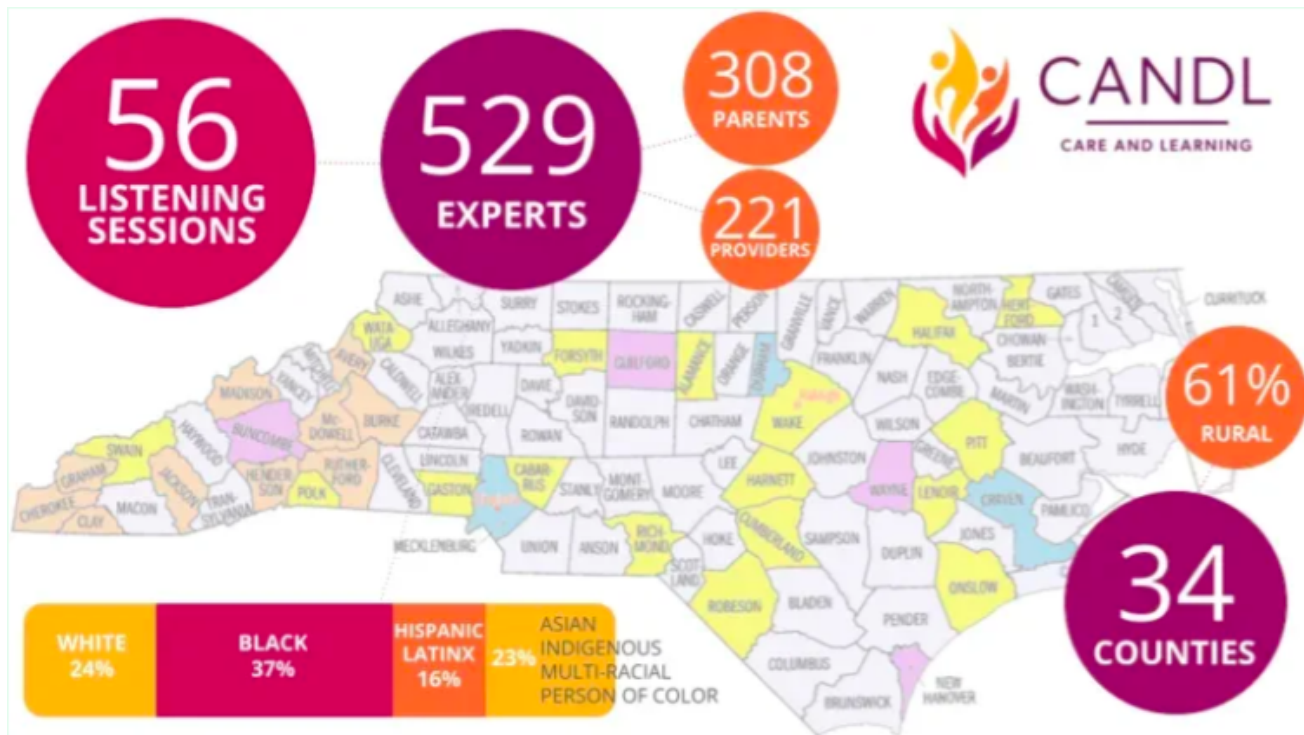 56
LISTENING
SESSIONS
529
EXPERTS
308
PARENTS
221
PROVIDERS
CANDL
CARE AND LEARNING
ASHE
ALLEGHANY
SURRY
STOKES
ROCKING-
HAM
CASWELL
PERSON
GRANVILLE
VANCE
WARREN
NORTH-
AMPTON
HERT-
FORD
GATES
CURRITUCK
WATA-
UGA
WILKES
YADKIN
FORSYTH
GUILFORD
ALAMANCE
ORANGE
DURHAM
FRANKLIN
HALIFAX
CHOWAN
BERTIE
1
2
MADISON
YANCEY
AVERY
CALDWELL
ALEX-
ANDER
IREDELL
DAVIE
DAVID-
SON
RANDOLPH
CHATHAM
WAKE
NASH
EDGE-
COMBE
MARTIN
WASH-
INGTON
TYRRELL
SWAIN
HAYWOOD
BUNCOMBE
Mc-
DOWELL
BURKE
CATAWBA
ROWAN
WILSON
PITT
BEAUFORT
HYDE
GRAHAM
CHEROKEE
CLAY
MACON
JACKSON
TRAN-
SYLVANIA
HENDER-
SON
POLK
RUTHER-
FORD
CLEVELAND
LINCOLN
GASTON
MECKLENBURG
CABAR-
RUS
STANLY
MONT-
GOMERY
MOORE
LEE
HARNETT
JOHNSTON
WAYNE
GREENE
LENOIR
CRAVEN
PAMLICO
JONES
UNION
ANSON
RICH-
MOND
SCOT-
LAND
HOKE
CUMBERLAND
SAMPSON
DUPLIN
ONSLOW
ROBESON
BLADEN
PENDER
COLUMBUS
BRUNSWICK
NEW
HANOVER
61%
RURAL
34
COUNTIES
WHITE
24%
BLACK
37%
HISPANIC
LATINX
16%
23%
ASIAN
INDIGENOUS
MULTI-RACIAL
PERSON OF COLOR